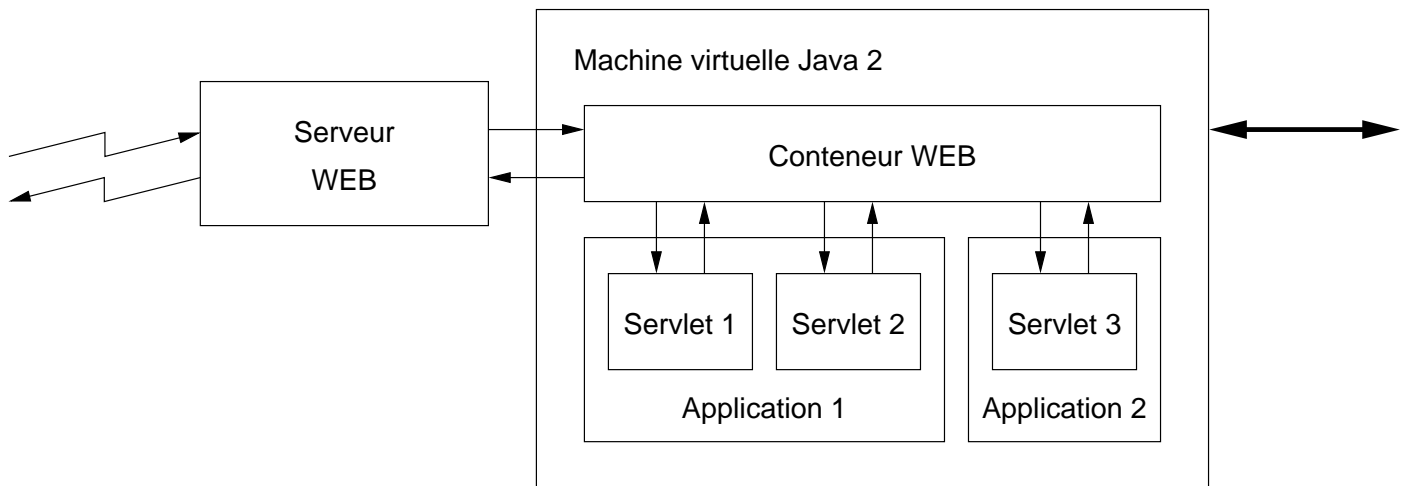 Machine virtuelle Java 2
Serveur
WEB
Conteneur WEB
Servlet 1
Servlet 2
Servlet 3
Application 1
Application 2